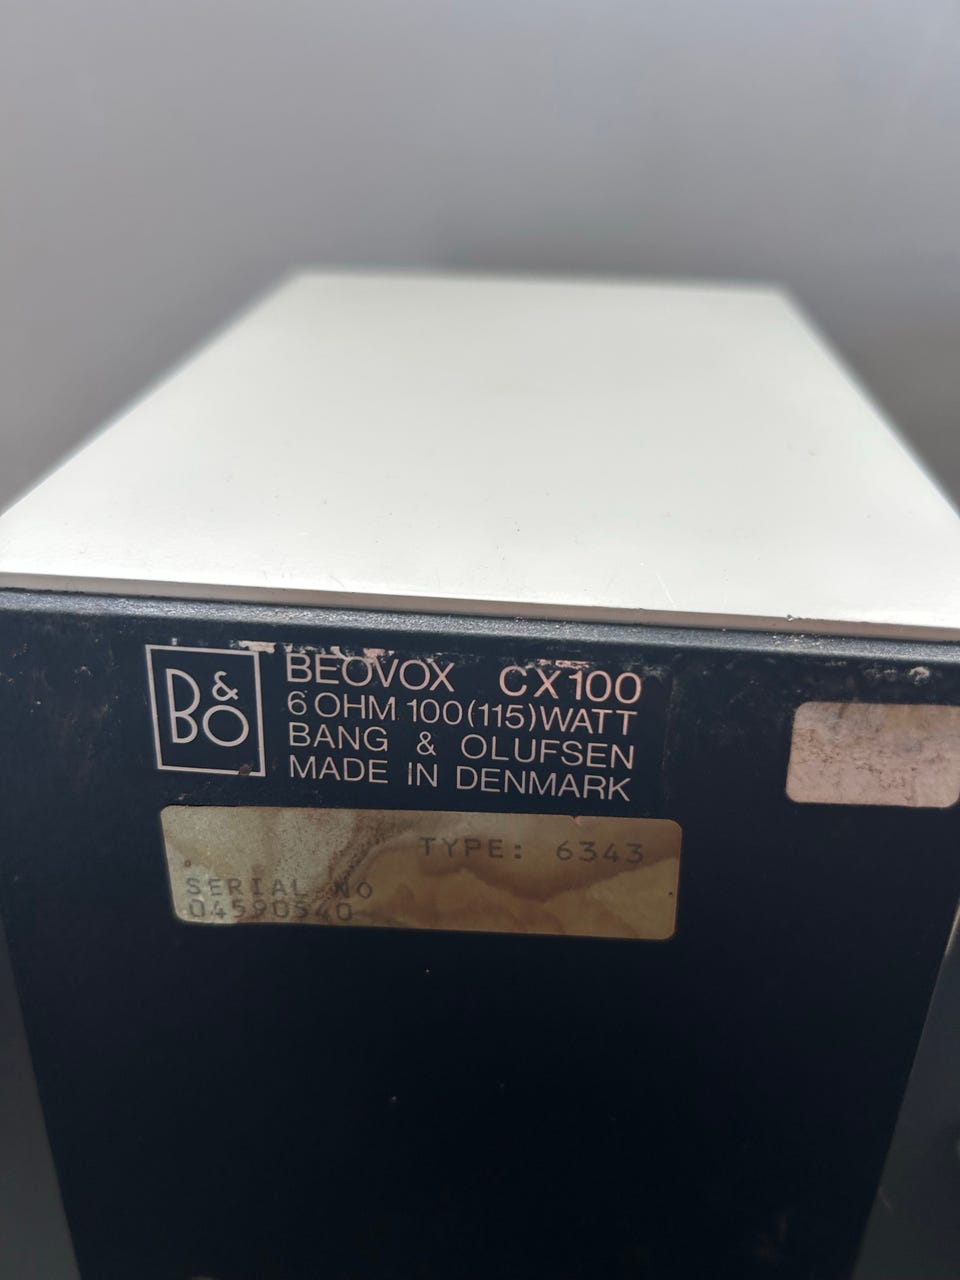 B&O
BEOVOX CX100
6 OHM 100(115)WATT
BANG & OLUFSEN
MADE IN DENMARK
TYPE: 6343
SERIAL NO
04590540